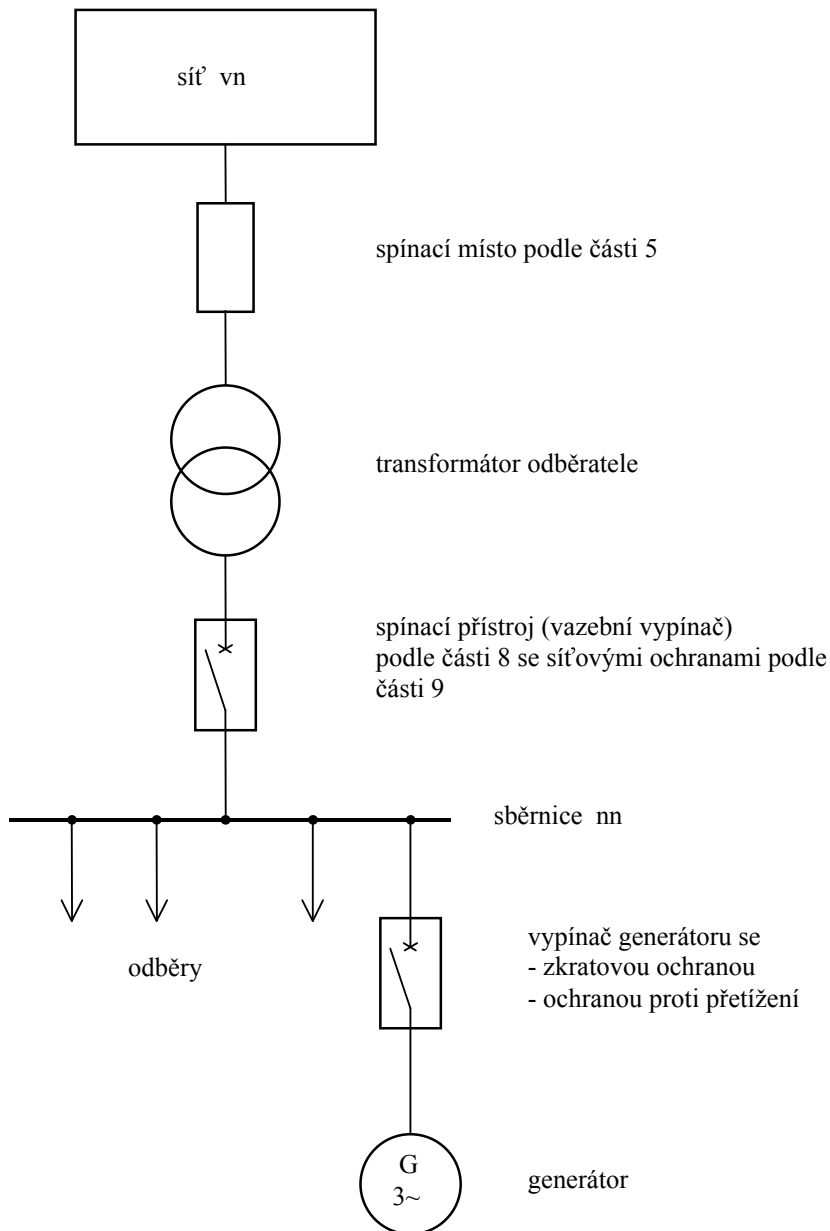 síť vn
spínací místo podle části 5
transformátor odběratele
spínací přístroj (vazební vypínač)
podle části 8 se síťovými ochranami podle
části 9
sběrnice nn
odběry
vypínač generátoru se
- zkratovou ochranou
- ochranou proti přetížení
G
3~
generátor